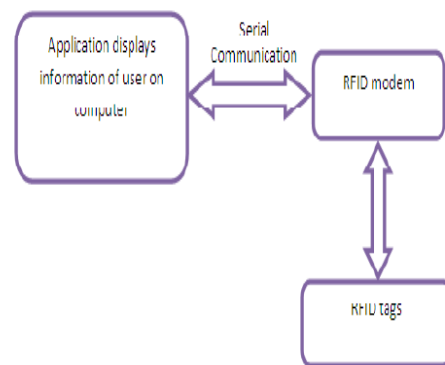 Application displays
information of user on
computer
Serial
Communication
RFID modem
RFID tags